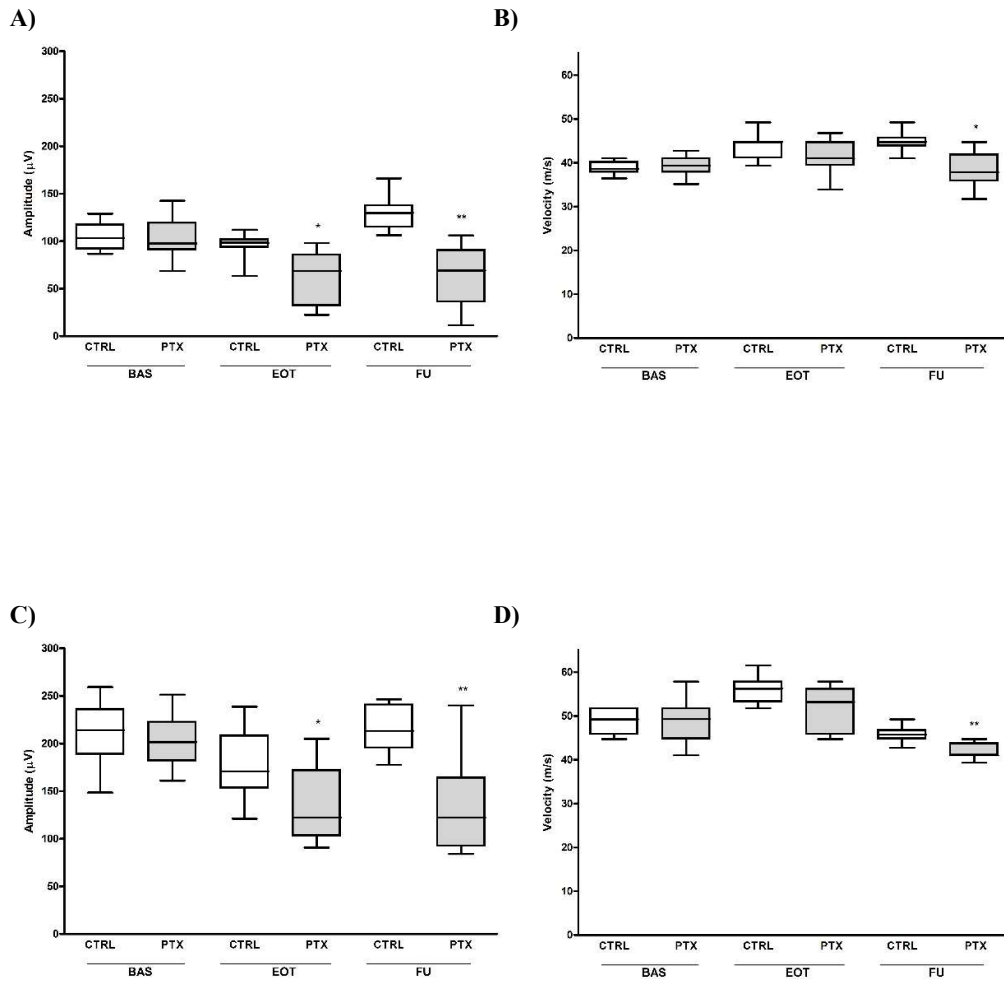 A)
300
250
200
150
100
50
0
Amplitude (µV)
*
**
CTRL PTX CTRL PTX CTRL PTX
BAS EOT FU
B)
60
50
40
30
20
10
0
Velocity (m/s)
*
CTRL PTX CTRL PTX CTRL PTX
BAS EOT FU
C)
300
250
200
150
100
50
0
Amplitude (µV)
*
**
CTRL PTX CTRL PTX CTRL PTX
BAS EOT FU
D)
60
50
40
30
20
10
0
Velocity (m/s)
**
CTRL PTX CTRL PTX CTRL PTX
BAS EOT FU